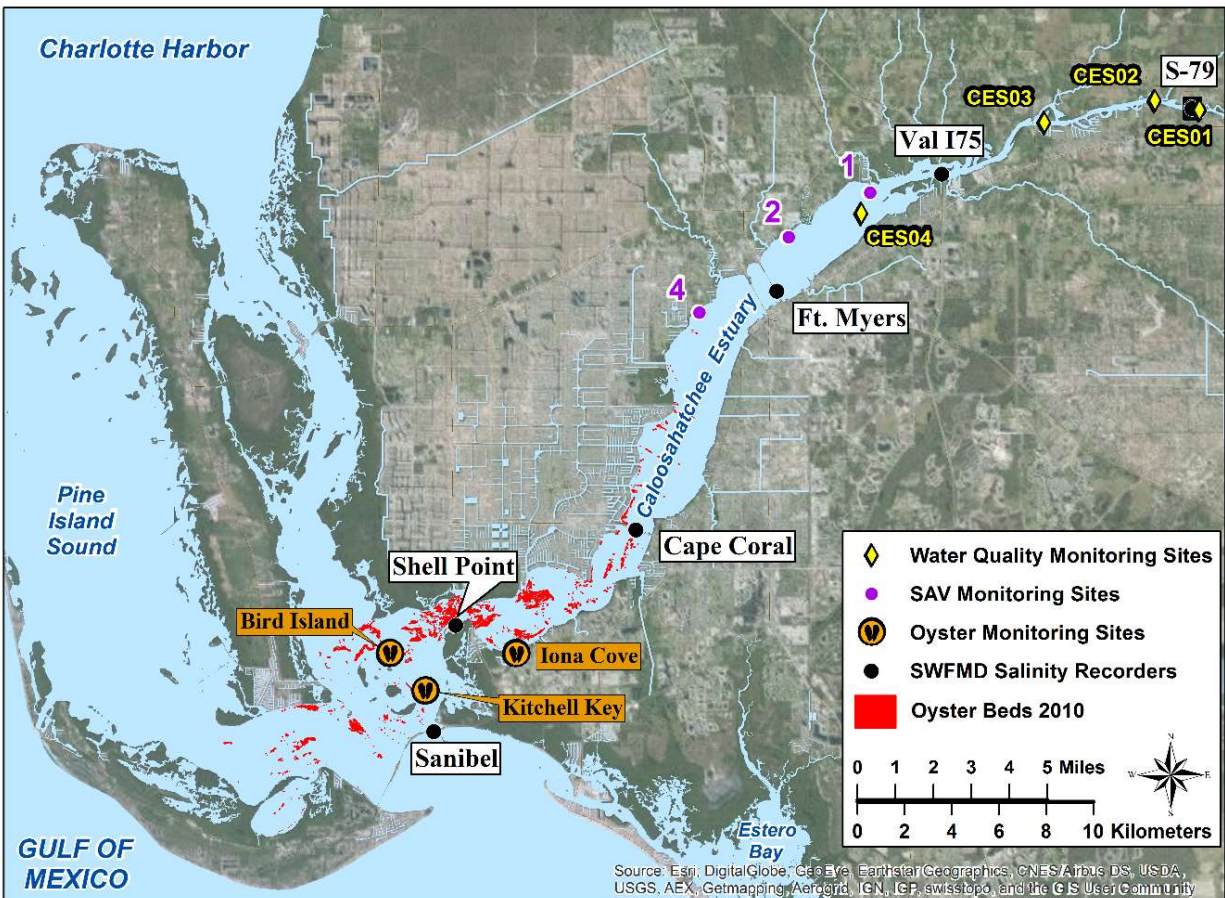 Charlotte Harbor
S-79
CES02
CES03
CES01
Val I75
1
2
CES04
4
Ft. Myers
Caloosahatchee Estuary
Pine
Island
Sound
Cape Coral
Shell Point
Bird Island
Iona Cove
Kitchell Key
Sanibel
Estero
Bay
GULF OF
MEXICO
Water Quality Monitoring Sites
SAV Monitoring Sites
Oyster Monitoring Sites
SWFMD Salinity Recorders
Oyster Beds 2010
0 1 2 3 4 5 Miles
0 2 4 6 8 10 Kilometers
N
W E
S
Source: Esri, DigitalGlobe, GeoEye, Earthstar Geographics, CNES/Airbus DS, USDA,
USGS, AEX, Getmapping, Aerogrid, IGN, IGP, swisstopo, and the GIS User Community